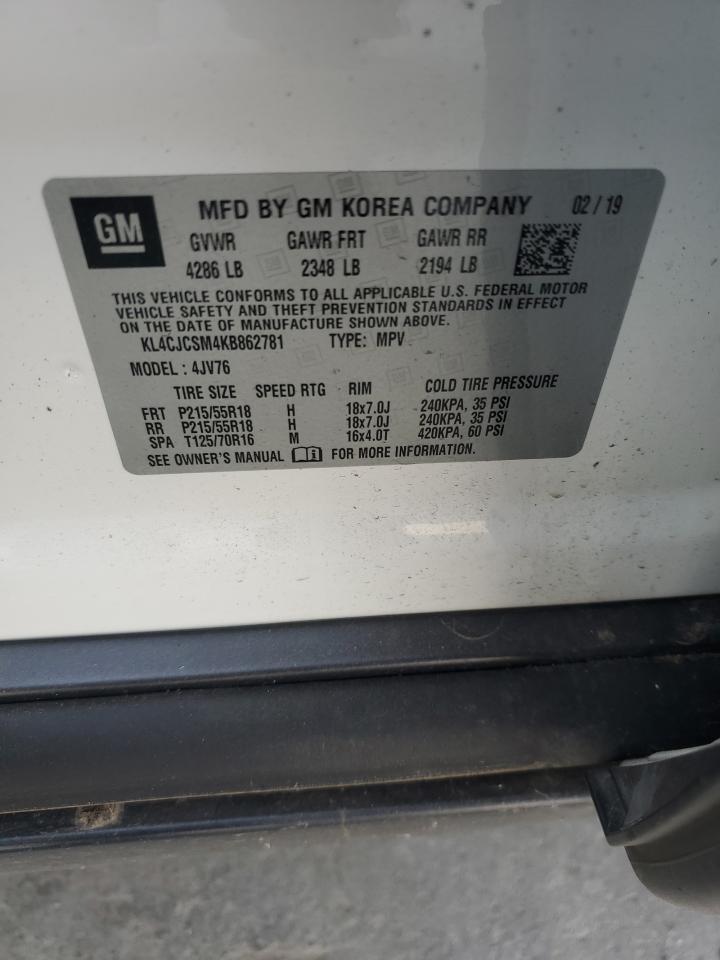 GM
MFD BY GM KOREA COMPANY 02 / 19
GVWR GAWR FRT GAWR RR
4286 LB 2348 LB 2194 LB
THIS VEHICLE CONFORMS TO ALL APPLICABLE U.S. FEDERAL MOTOR
VEHICLE SAFETY AND THEFT PREVENTION STANDARDS IN EFFECT
ON THE DATE OF MANUFACTURE SHOWN ABOVE.
KL4CJCSM4KB862781 TYPE: MPV
MODEL : 4JV76
TIRE SIZE SPEED RTG RIM COLD TIRE PRESSURE
FRT P215/55R18 H 18x7.0J 240KPA, 35 PSI
RR P215/55R18 H 18x7.0J 240KPA, 35 PSI
SPA T125/70R16 M 16x4.0T 420KPA, 60 PSI
SEE OWNER'S MANUAL FOR MORE INFORMATION.